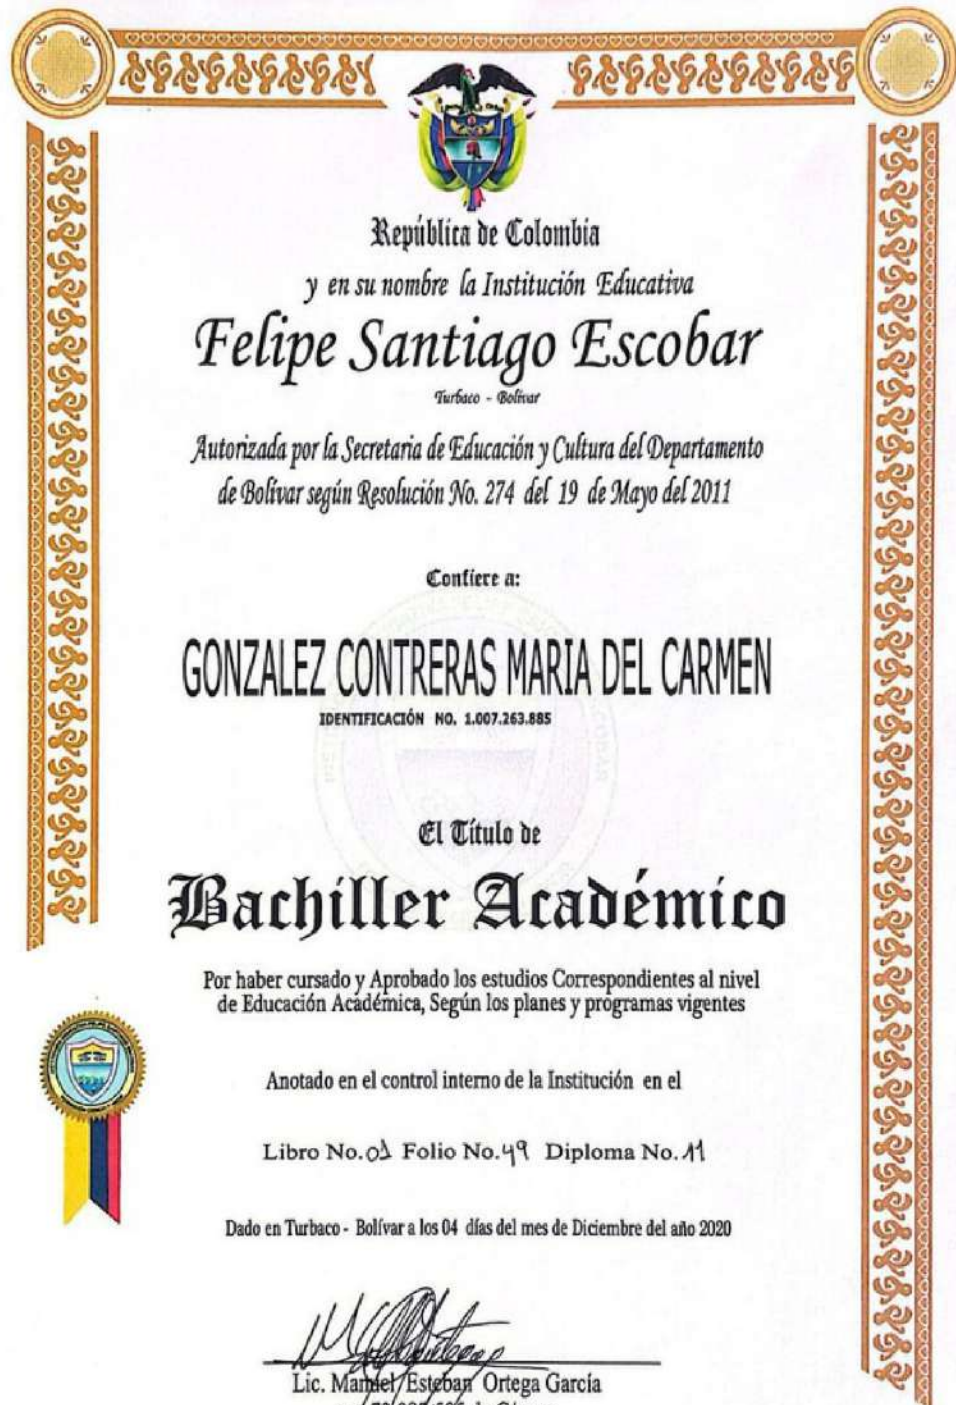 República de Colombia
y en su nombre la Institución Educativa
Felipe Santiago Escobar
Turbaco - Bolívar
Autorizada por la Secretaria de Educación y Cultura del Departamento
de Bolívar según Resolución No. 274 del 19 de Mayo del 2011
Confiere a:
GONZALEZ CONTRERAS MARIA DEL CARMEN
IDENTIFICACIÓN NO. 1.007.263.885
El Título de
Bachiller Académico
Por haber cursado y Aprobado los estudios Correspondientes al nivel
de Educación Académica, Según los planes y programas vigentes
Anotado en el control interno de la Institución en el
Libro No.01 Folio No.49 Diploma No.11
Dado en Turbaco - Bolívar a los 04 días del mes de Diciembre del año 2020
Lic. Manuel Esteban Ortega García